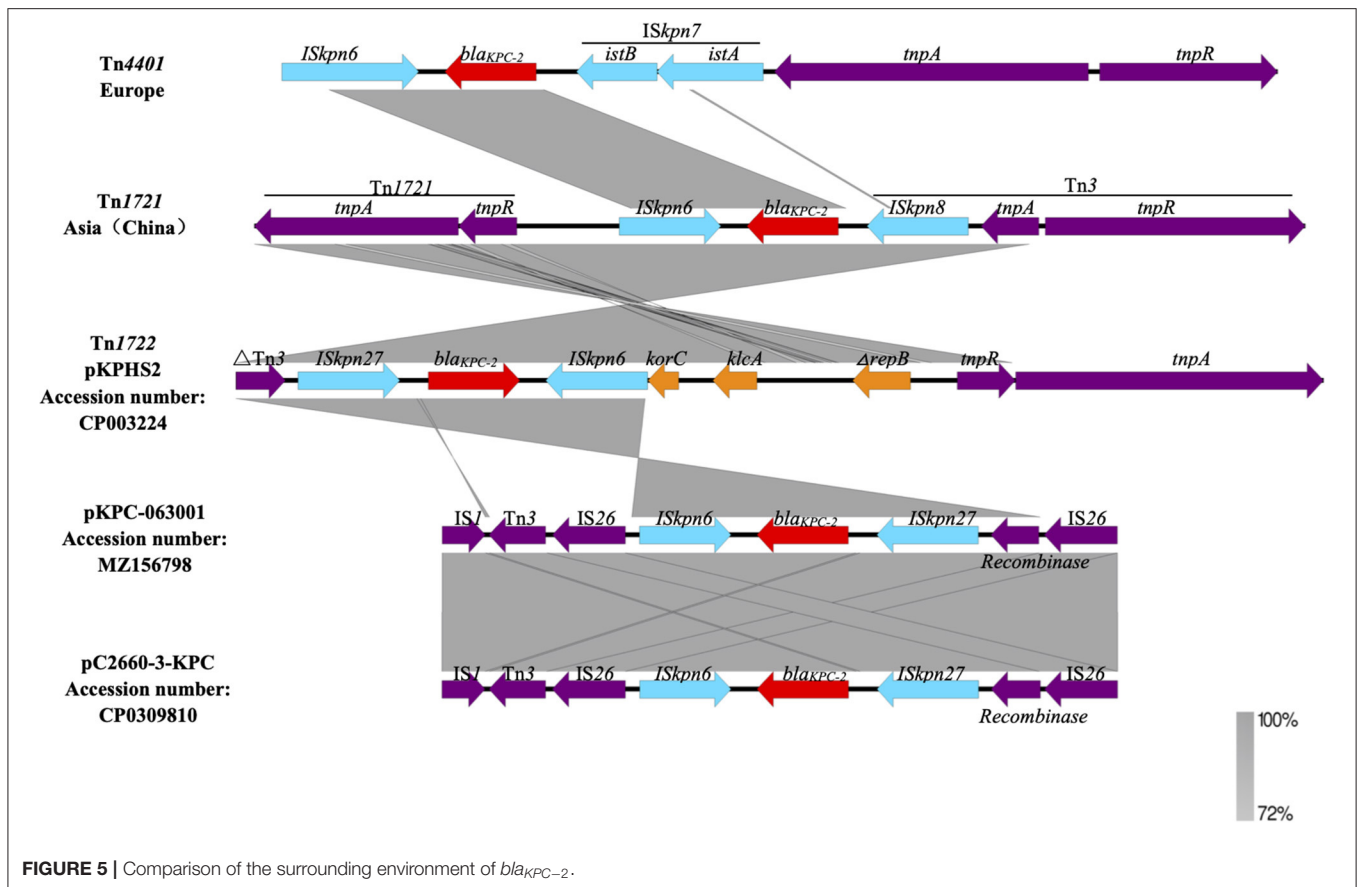 ISkpn7
ISkpn6 blaKPC-2 istB istA tnpA tnpR
Tn4401
Europe
Tn1721 Tn3
tnpA tnpR ISkpn6 blaKPC-2 ISkpn8 tnpA tnpR
Tn1721
Asia（China）
Tn1722
pKPHS2
Accession number:
CP003224
△Tn3 ISkpn27 blaKPC-2 ISkpn6 korC klcA ΔrepB tnpR tnpA
pKPC-063001
Accession number:
MZ156798
IS1 Tn3 IS26 ISkpn6 blaKPC-2 ISkpn27 IS26
Recombinase
pC2660-3-KPC
Accession number:
CP0309810
IS1 Tn3 IS26 ISkpn6 blaKPC-2 ISkpn27 IS26
Recombinase
100%
72%
FIGURE 5 | Comparison of the surrounding environment of blaKPC−2.